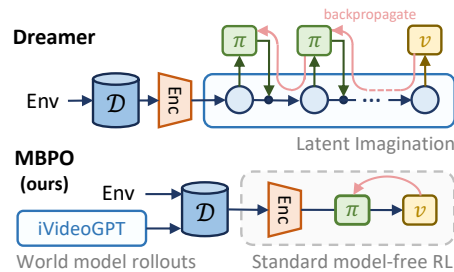 backpropagate
Dreamer
π π v
Env D Enc ...
Latent Imagination
MBPO
(ours)
Env
iVideoGPT D Enc π v
World model rollouts Standard model-free RL